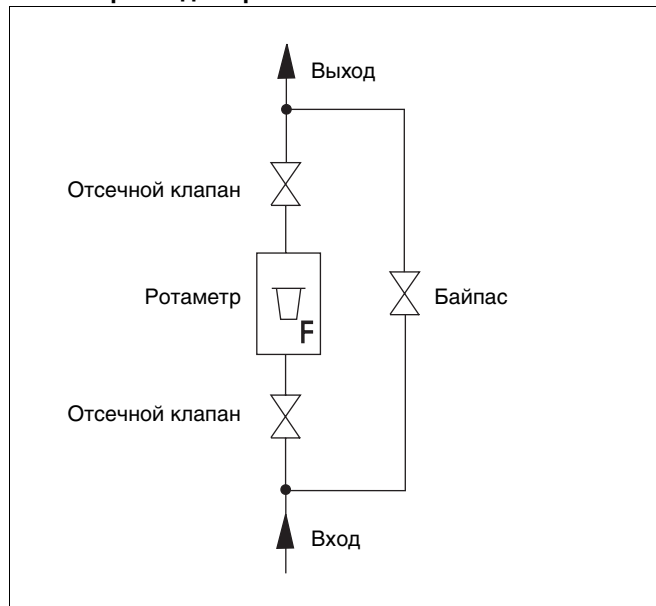 Выход
Отсечной клапан
Ротаметр
F
Байпас
Отсечной клапан
Вход